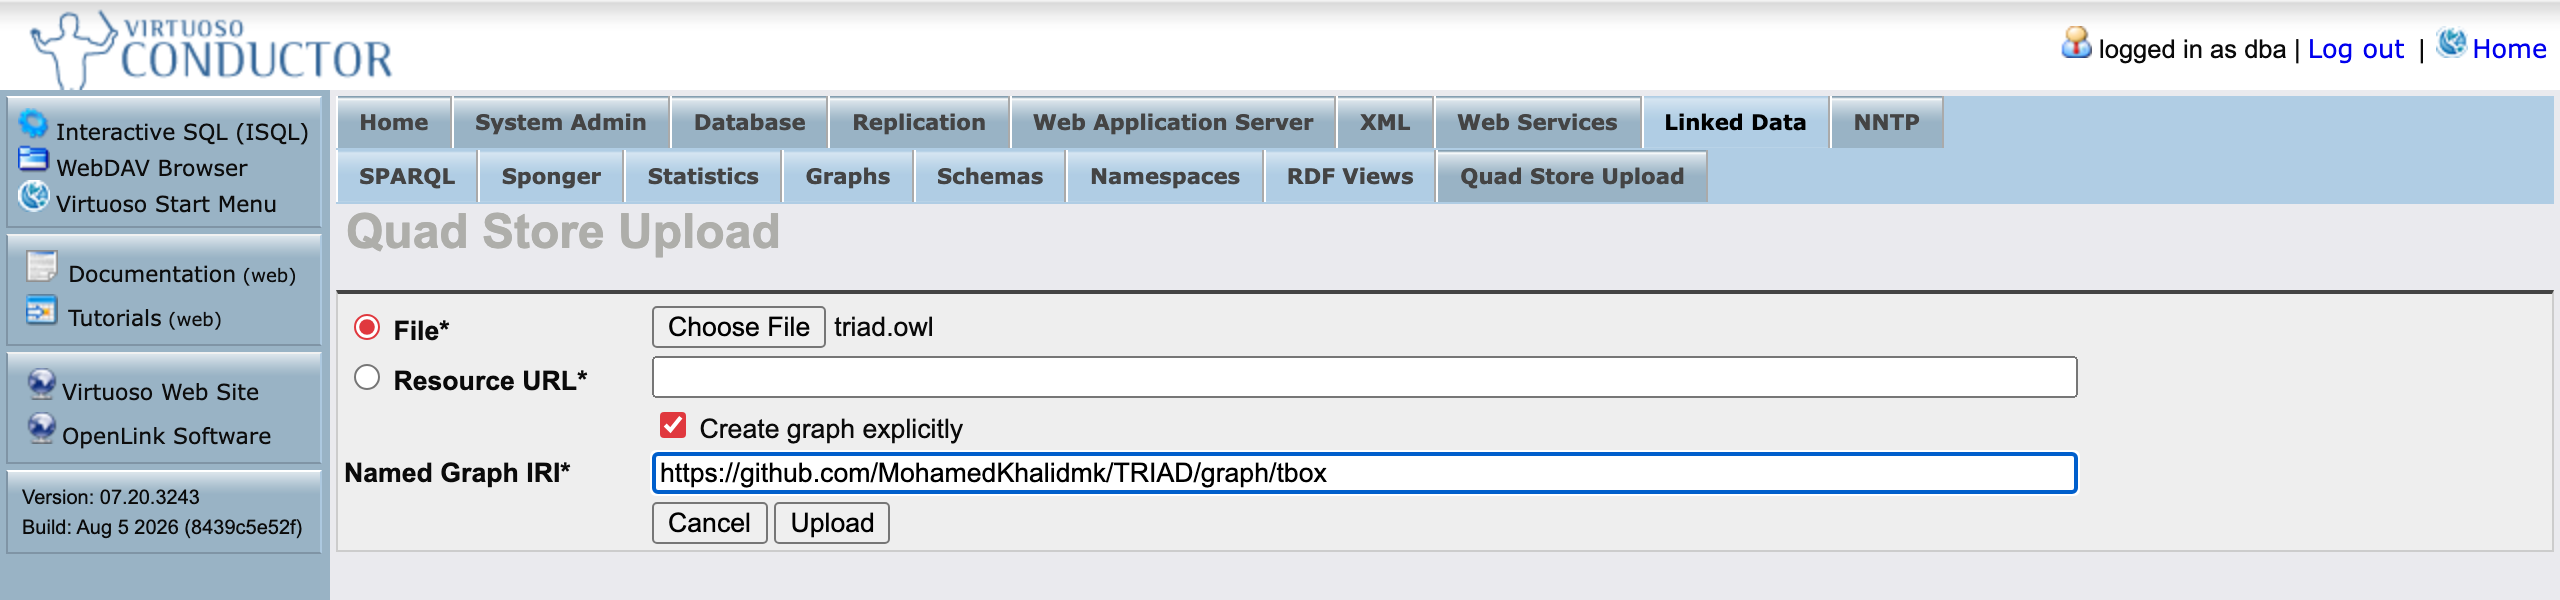 VIRTUOSO
CONDUCTOR
logged in as dba | Log out | Home
Interactive SQL (ISQL)
WebDAV Browser
Virtuoso Start Menu
Documentation (web)
Tutorials (web)
Virtuoso Web Site
OpenLink Software
Version: 07.20.3243
Build: Aug 5 2026 (8439c5e52f)
Home System Admin Database Replication Web Application Server XML Web Services Linked Data NNTP
SPARQL Sponger Statistics Graphs Schemas Namespaces RDF Views Quad Store Upload
Quad Store Upload
File* Choose File triad.owl
Resource URL*
Create graph explicitly
Named Graph IRI* https://github.com/MohamedKhalidmk/TRIAD/graph/tbox
Cancel Upload